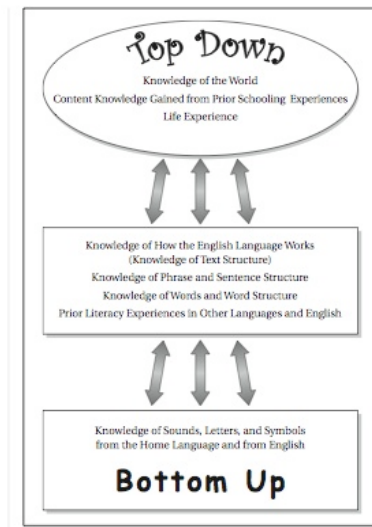 Top Down
Knowledge of the World
Content Knowledge Gained from Prior Schooling Experiences
Life Experience
Knowledge of How the English Language Works
(Knowledge of Text Structure)
Knowledge of Phrase and Sentence Structure
Knowledge of Words and Word Structure
Prior Literacy Experiences in Other Languages and English
Knowledge of Sounds, Letters, and Symbols
from the Home Language and from English
Bottom Up